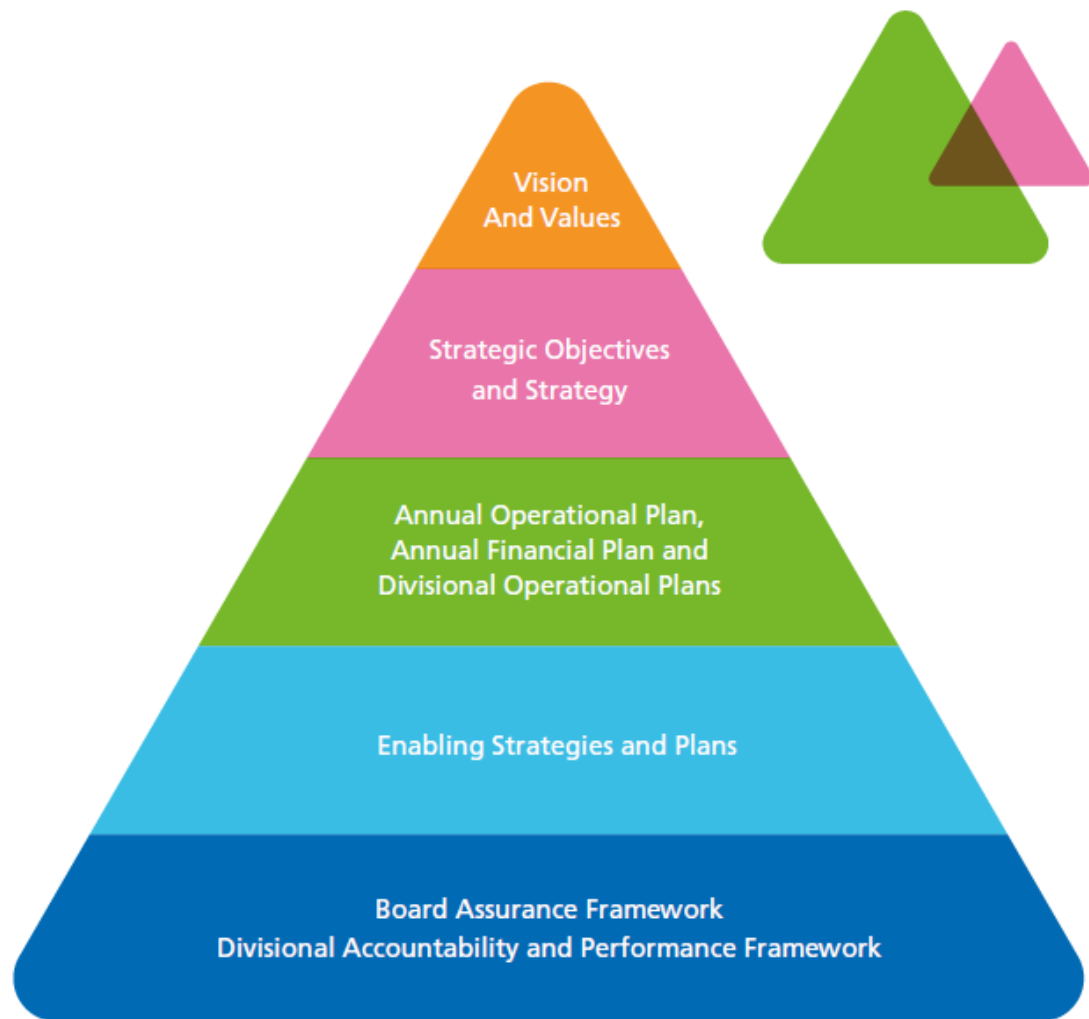 Vision
And Values
Strategic Objectives
and Strategy
Annual Operational Plan,
Annual Financial Plan and
Divisional Operational Plans
Enabling Strategies and Plans
Board Assurance Framework
Divisional Accountability and Performance Framework